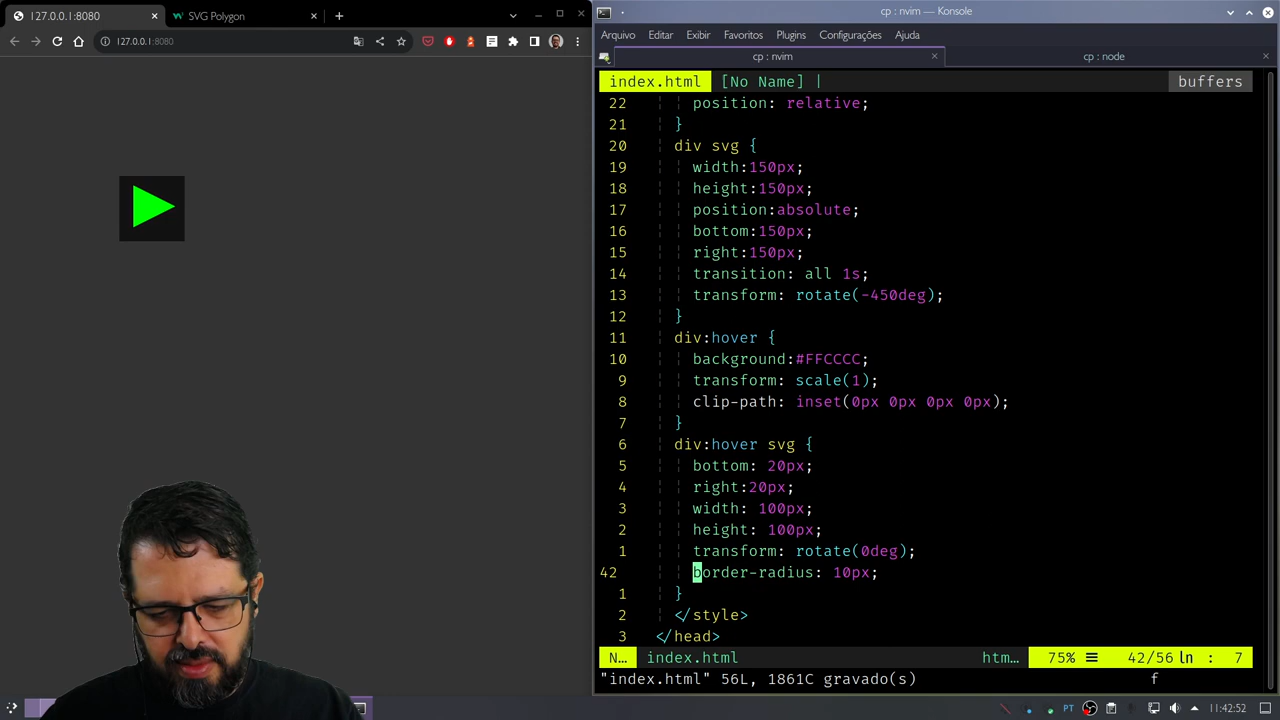 127.0.0.1:8080
SVG Polygon
127.0.0.1:8080
cp : nvim — Konsole
Arquivo Editar Exibir Favoritos Plugins Configurações Ajuda
cp : nvim
cp : node
index.html [No Name] | buffers
22 position: relative;
21 }
20 div svg {
19 width:150px;
18 height:150px;
17 position:absolute;
16 bottom:150px;
15 right:150px;
14 transition: all 1s;
13 transform: rotate(-450deg);
12 }
11 div:hover {
10 background:#FFCCCC;
9 transform: scale(1);
8 clip-path: inset(0px 0px 0px 0px);
7 }
6 div:hover svg {
5 bottom: 20px;
4 right:20px;
3 width: 100px;
2 height: 100px;
1 transform: rotate(0deg);
42 border-radius: 10px;
1 }
2 </style>
3 </head>
N… index.html htm… 75% ☰ 42/56 ln : 7
"index.html" 56L, 1861C gravado(s) f
PT 11:42:52